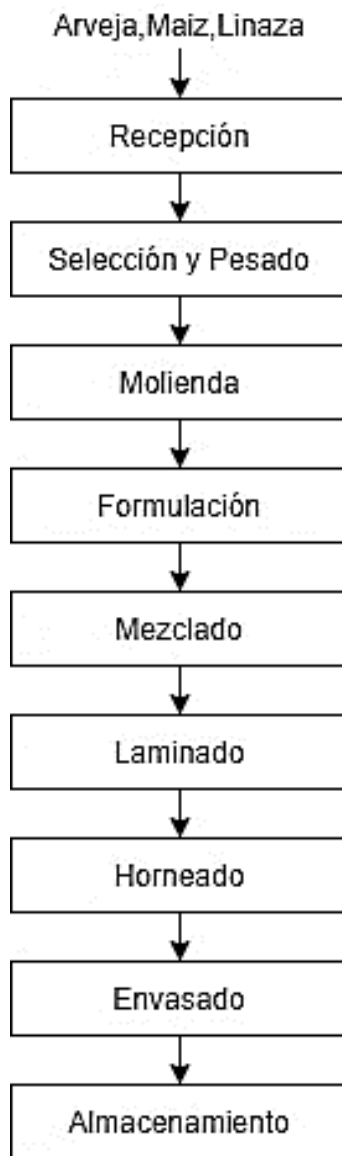 Arveja,Maiz,Linaza
Recepción
Selección y Pesado
Molienda
Formulación
Mezclado
Laminado
Horneado
Envasado
Almacenamiento